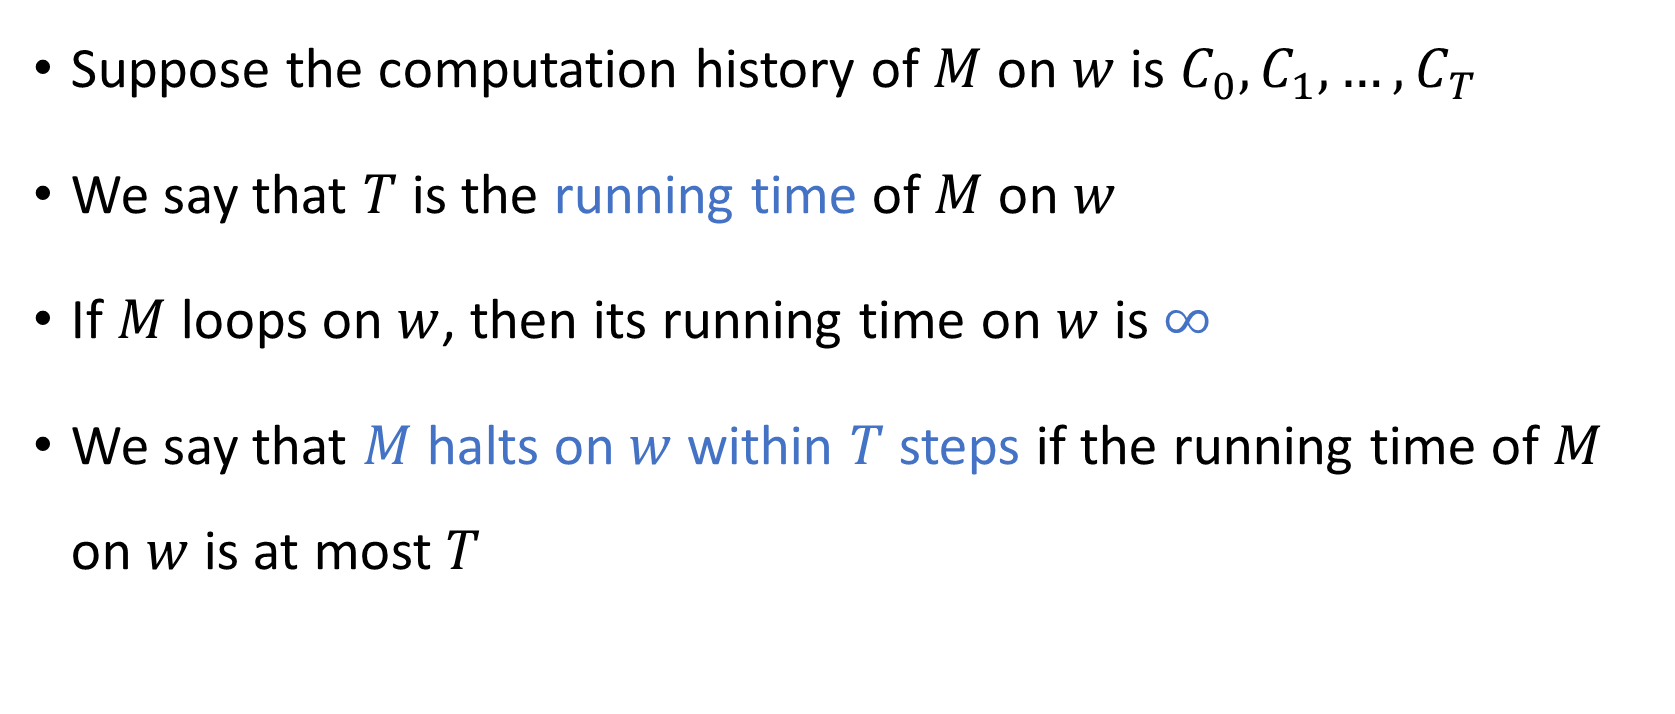 • Suppose the computation history of 𝑀 on 𝑤 is 𝐶₀, 𝐶₁, … , 𝐶_𝑇
• We say that 𝑇 is the running time of 𝑀 on 𝑤
• If 𝑀 loops on 𝑤, then its running time on 𝑤 is ∞
• We say that 𝑀 halts on 𝑤 within 𝑇 steps if the running time of 𝑀
on 𝑤 is at most 𝑇